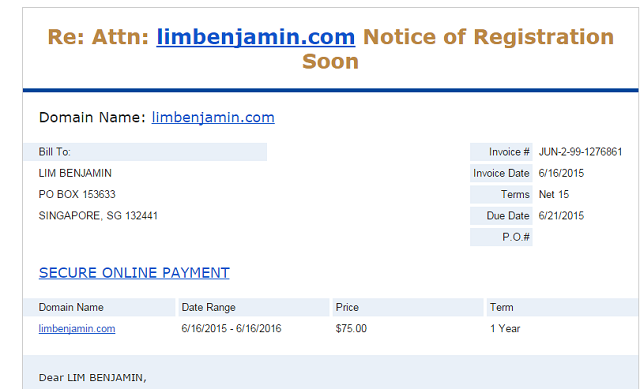 Re: Attn: limbenjamin.com Notice of Registration
Soon
Domain Name: limbenjamin.com
Bill To:
LIM BENJAMIN
PO BOX 153633
SINGAPORE, SG 132441
Invoice # JUN-2-99-1276861
Invoice Date 6/16/2015
Terms Net 15
Due Date 6/21/2015
P.O.#
SECURE ONLINE PAYMENT
Domain Name Date Range Price Term
limbenjamin.com 6/16/2015 - 6/16/2016 $75.00 1 Year
Dear LIM BENJAMIN,